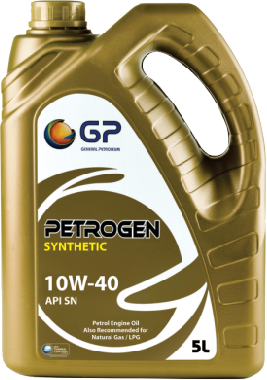 GP
GENERAL PETROLEUM
PETROGEN
SYNTHETIC
10W-40
API SN
Petrol Engine Oil
Also Recommended for
Natural Gas / LPG
5L